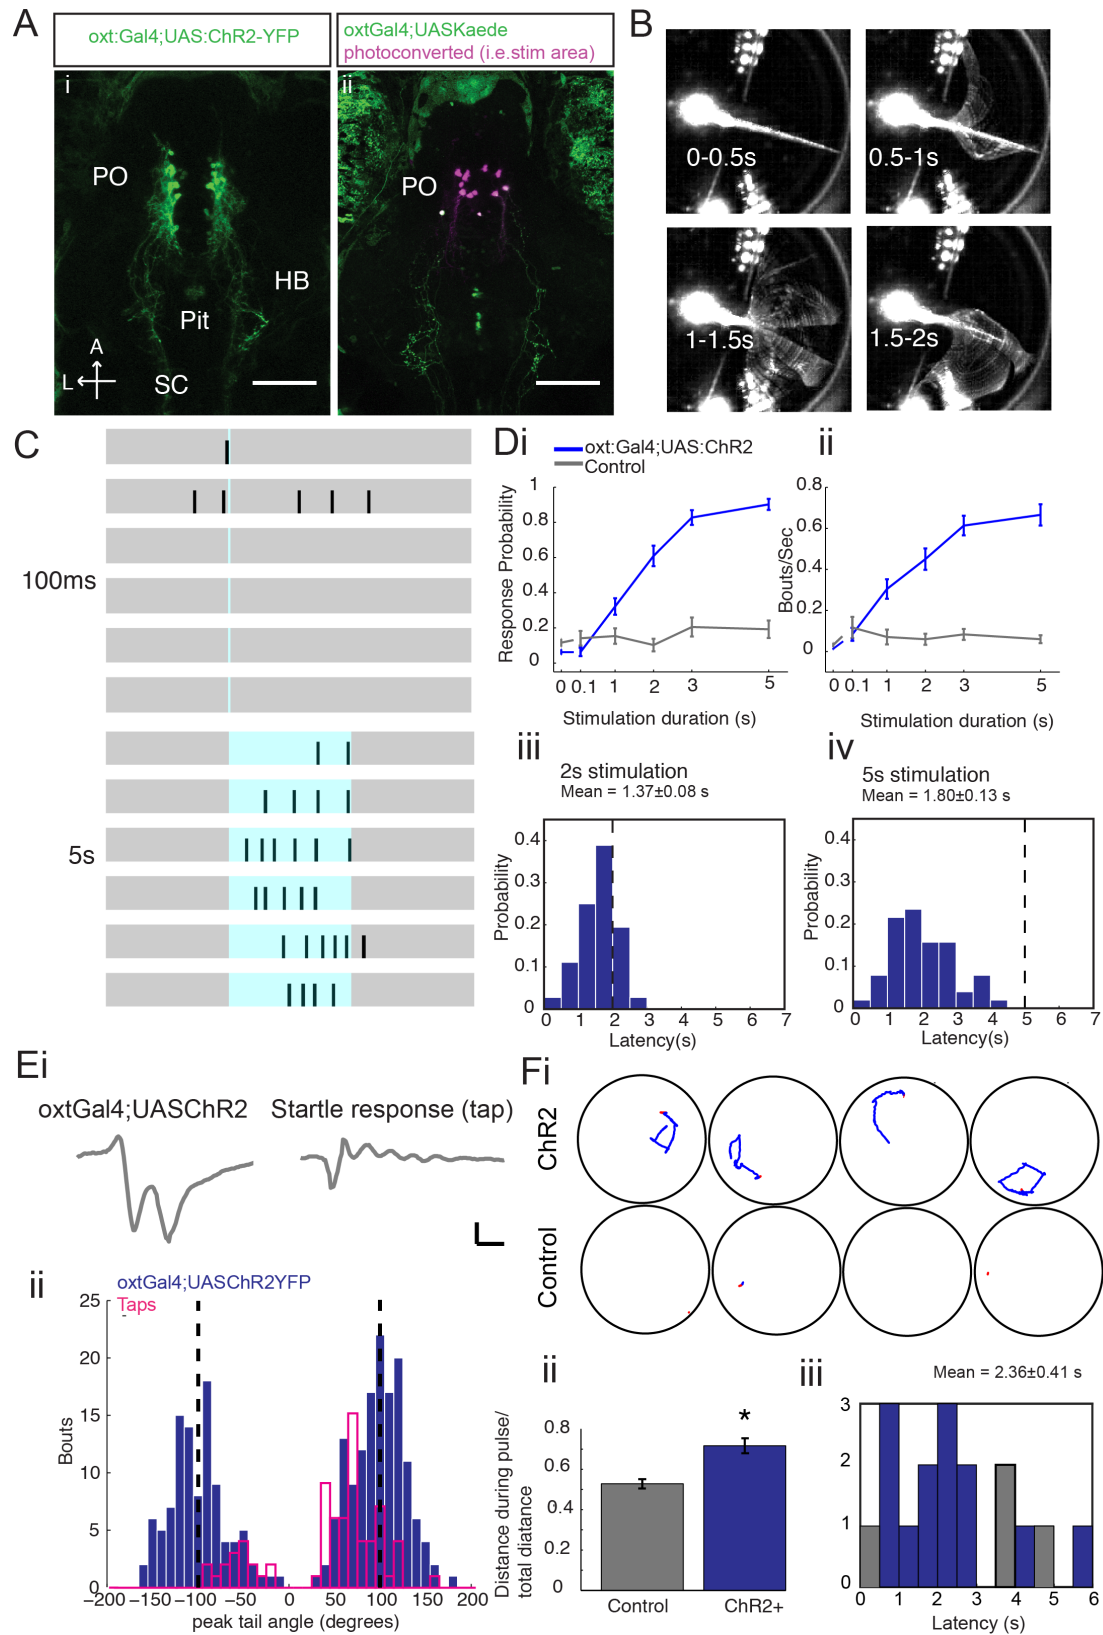 A
oxt:Gal4;UAS:ChR2-YFP
oxtGal4;UASKaede
photoconverted (i.e.stim area)
i
ii
PO
PO
HB
Pit
A
L
SC
B
0-0.5s
0.5-1s
1-1.5s
1.5-2s
C
100ms
5s
Di
oxt:Gal4;UAS:ChR2
Control
Response Probability
1
0.8
0.6
0.4
0.2
0
0 0.1 1 2 3 5
Stimulation duration (s)
ii
Bouts/Sec
0.8
0.6
0.4
0.2
0
0 0.1 1 2 3 5
Stimulation duration (s)
iii
2s stimulation
Mean = 1.37±0.08 s
Probability
0.4
0.3
0.2
0.1
0
0 1 2 3 4 5 6 7
Latency(s)
iv
5s stimulation
Mean = 1.80±0.13 s
Probability
0.4
0.3
0.2
0.1
0
0 1 2 3 4 5 6 7
Latency(s)
Ei
oxtGal4;UASChR2
Startle response (tap)
ii
oxtGal4;UASChR2YFP
Taps
Bouts
25
20
15
10
5
0
−200 −150 −100 −50 0 50 100 150 200
peak tail angle (degrees)
Fi
ChR2
Control
ii
Distance during pulse/
total diatance
0.8
0.6
0.4
0.2
0
*
Control ChR2+
iii
Mean = 2.36±0.41 s
3
2
1
0
0 1 2 3 4 5 6
Latency (s)